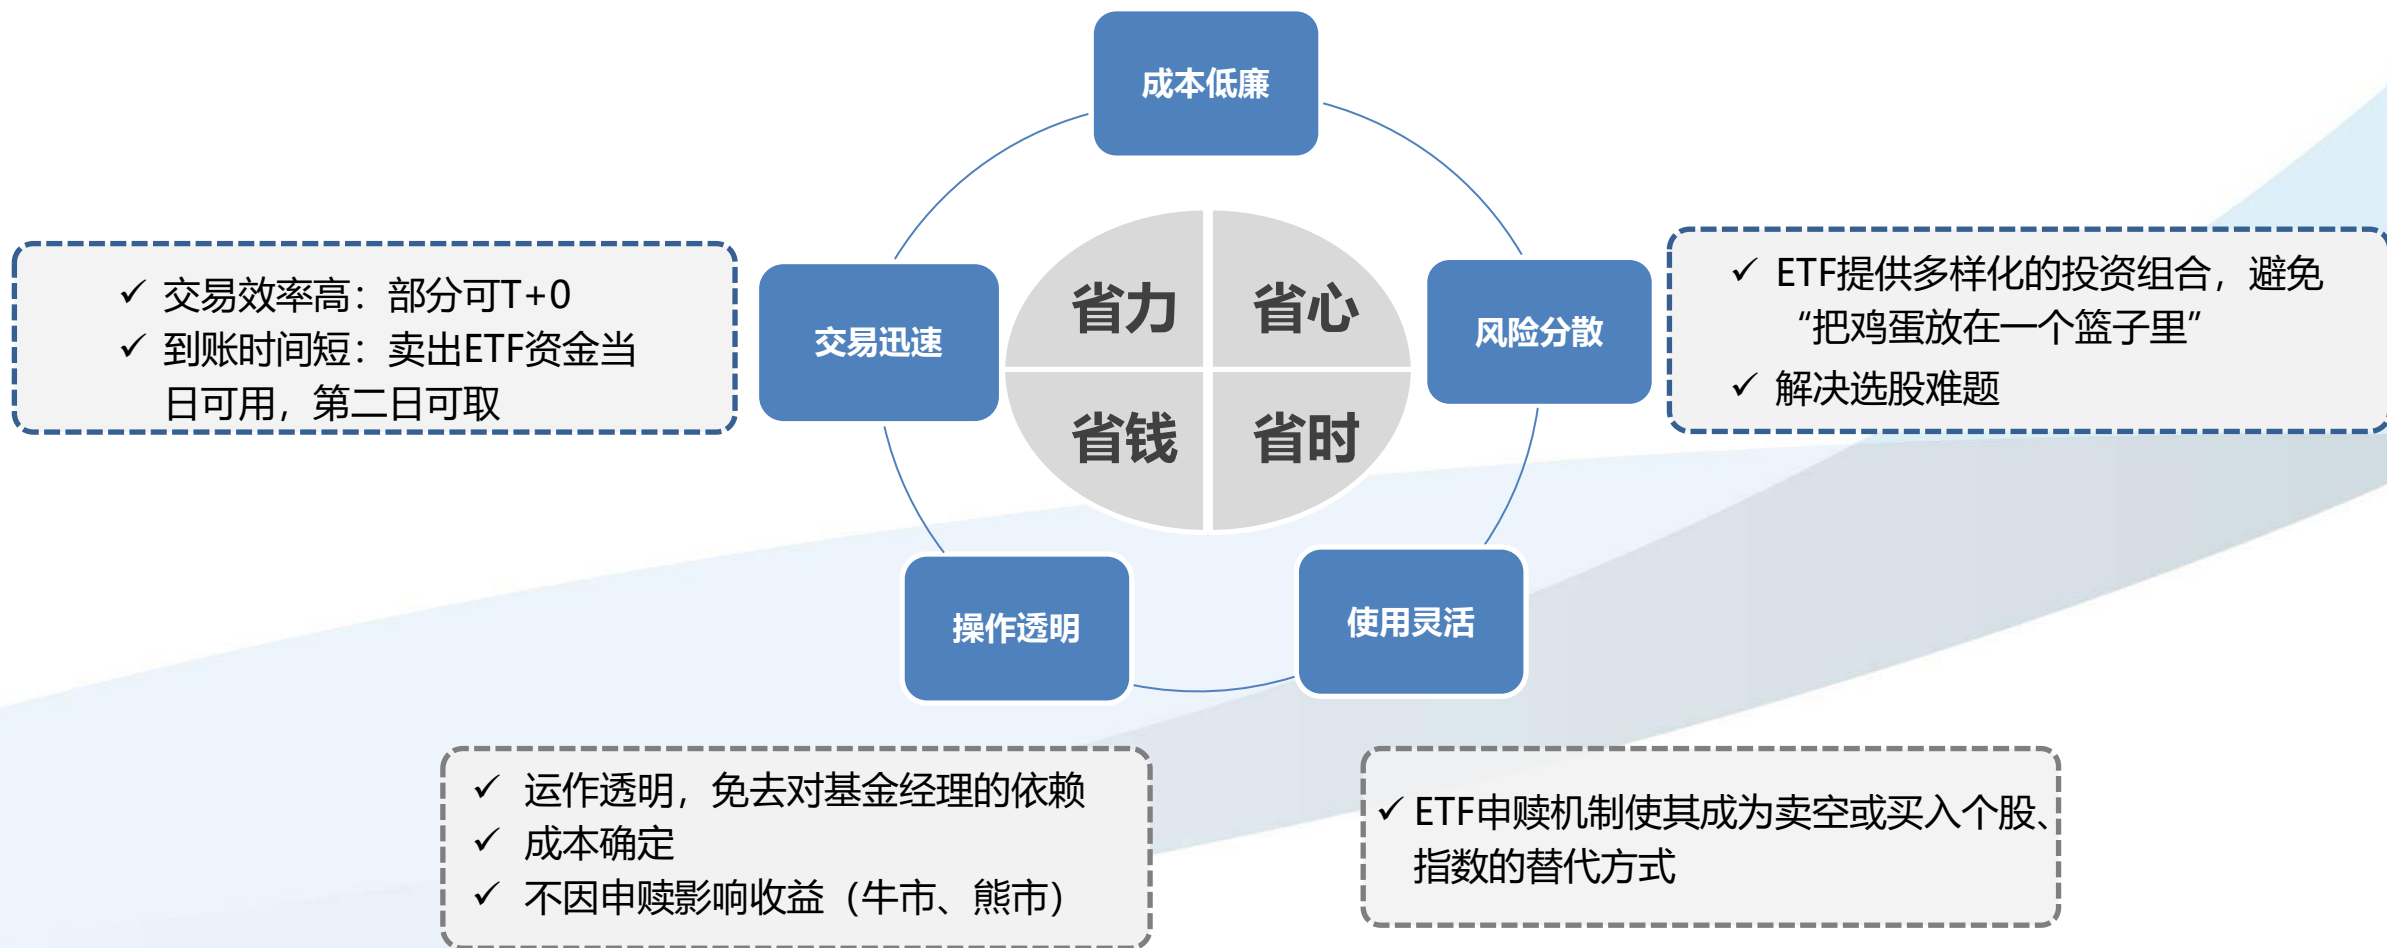 成本低廉
✓ 交易效率高：部分可T+0
✓ 到账时间短：卖出ETF资金当
日可用，第二日可取
交易迅速
省力
省心
省钱
省时
风险分散
✓ ETF提供多样化的投资组合，避免
“把鸡蛋放在一个篮子里”
✓ 解决选股难题
操作透明
使用灵活
✓ 运作透明，免去对基金经理的依赖
✓ 成本确定
✓ 不因申赎影响收益（牛市、熊市）
✓ ETF申赎机制使其成为卖空或买入个股、
指数的替代方式